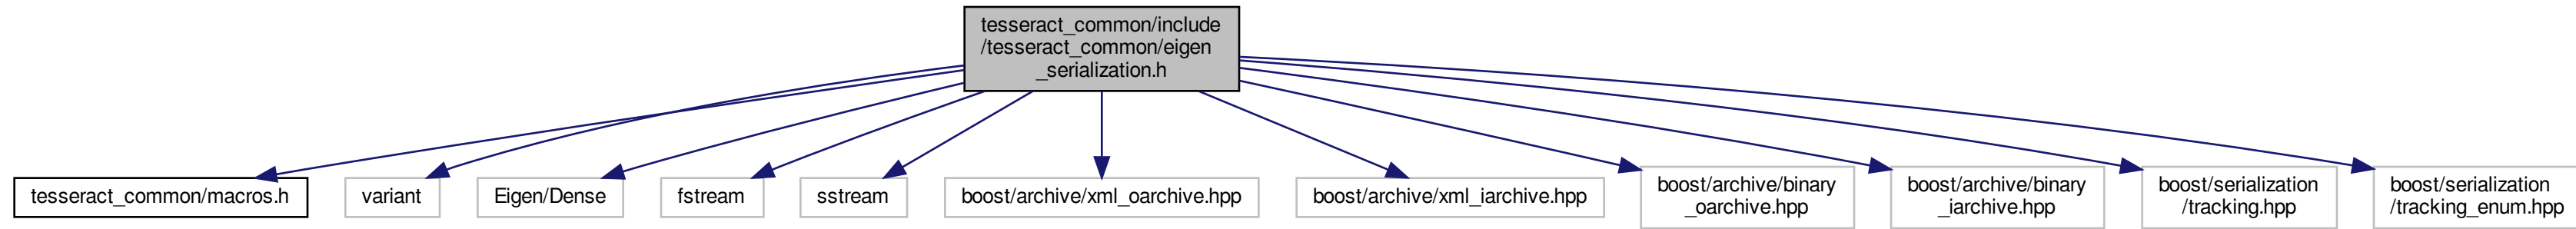 tesseract_common/include
/tesseract_common/eigen
_serialization.h
tesseract_common/macros.h
variant
Eigen/Dense
fstream
sstream
boost/archive/xml_oarchive.hpp
boost/archive/xml_iarchive.hpp
boost/archive/binary
_oarchive.hpp
boost/archive/binary
_iarchive.hpp
boost/serialization
/tracking.hpp
boost/serialization
/tracking_enum.hpp